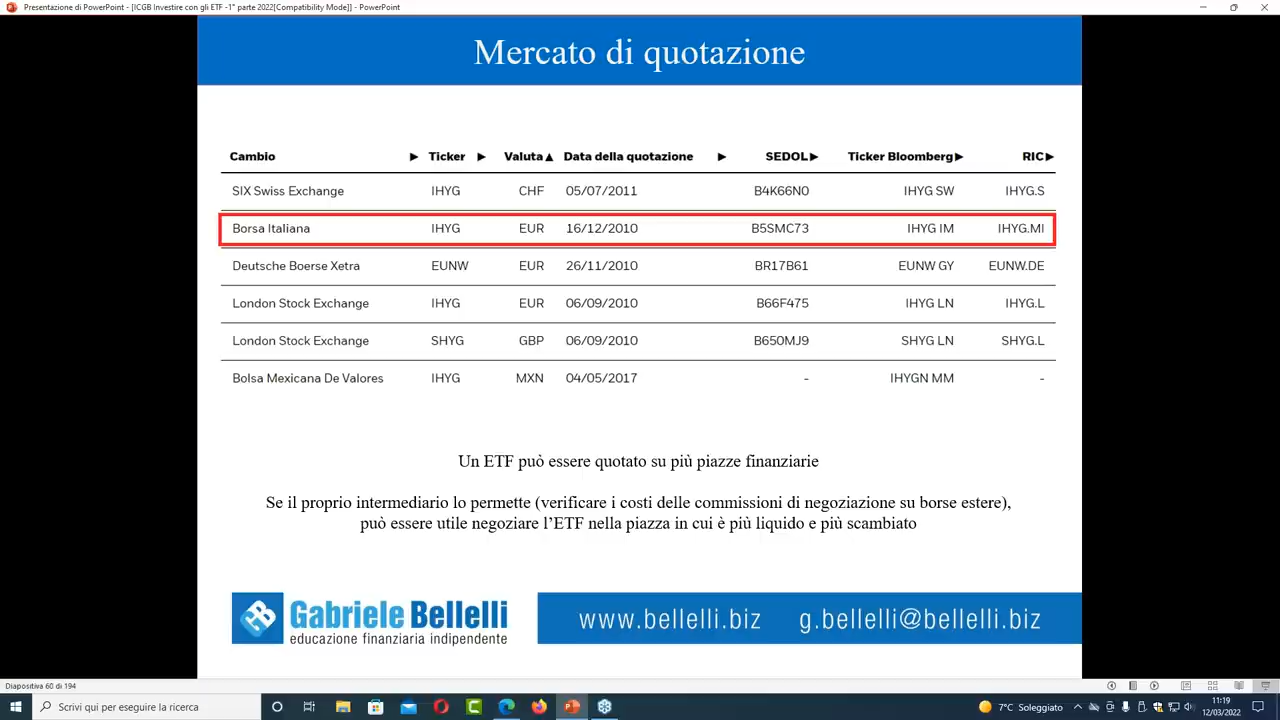 Presentazione di PowerPoint - [ICGB Investire con gli ETF -1° parte 2022[Compatibility Mode]] - PowerPoint
Mercato di quotazione
Cambio ▶ Ticker ▶ Valuta▲ Data della quotazione ▶ SEDOL▶ Ticker Bloomberg▶ RIC▶
SIX Swiss Exchange IHYG CHF 05/07/2011 B4K66N0 IHYG SW IHYG.S
Borsa Italiana IHYG EUR 16/12/2010 B5SMC73 IHYG IM IHYG.MI
Deutsche Boerse Xetra EUNW EUR 26/11/2010 BR17B61 EUNW GY EUNW.DE
London Stock Exchange IHYG EUR 06/09/2010 B66F475 IHYG LN IHYG.L
London Stock Exchange SHYG GBP 06/09/2010 B650MJ9 SHYG LN SHYG.L
Bolsa Mexicana De Valores IHYG MXN 04/05/2017 - IHYGN MM -
Un ETF può essere quotato su più piazze finanziarie
Se il proprio intermediario lo permette (verificare i costi delle commissioni di negoziazione su borse estere),
può essere utile negoziare l'ETF nella piazza in cui è più liquido e più scambiato
Gabriele Bellelli
educazione finanziaria indipendente
www.bellelli.biz g.bellelli@bellelli.biz
Diapositiva 60 di 194
Scrivi qui per eseguire la ricerca
7°C Soleggiato
11:19
12/03/2022